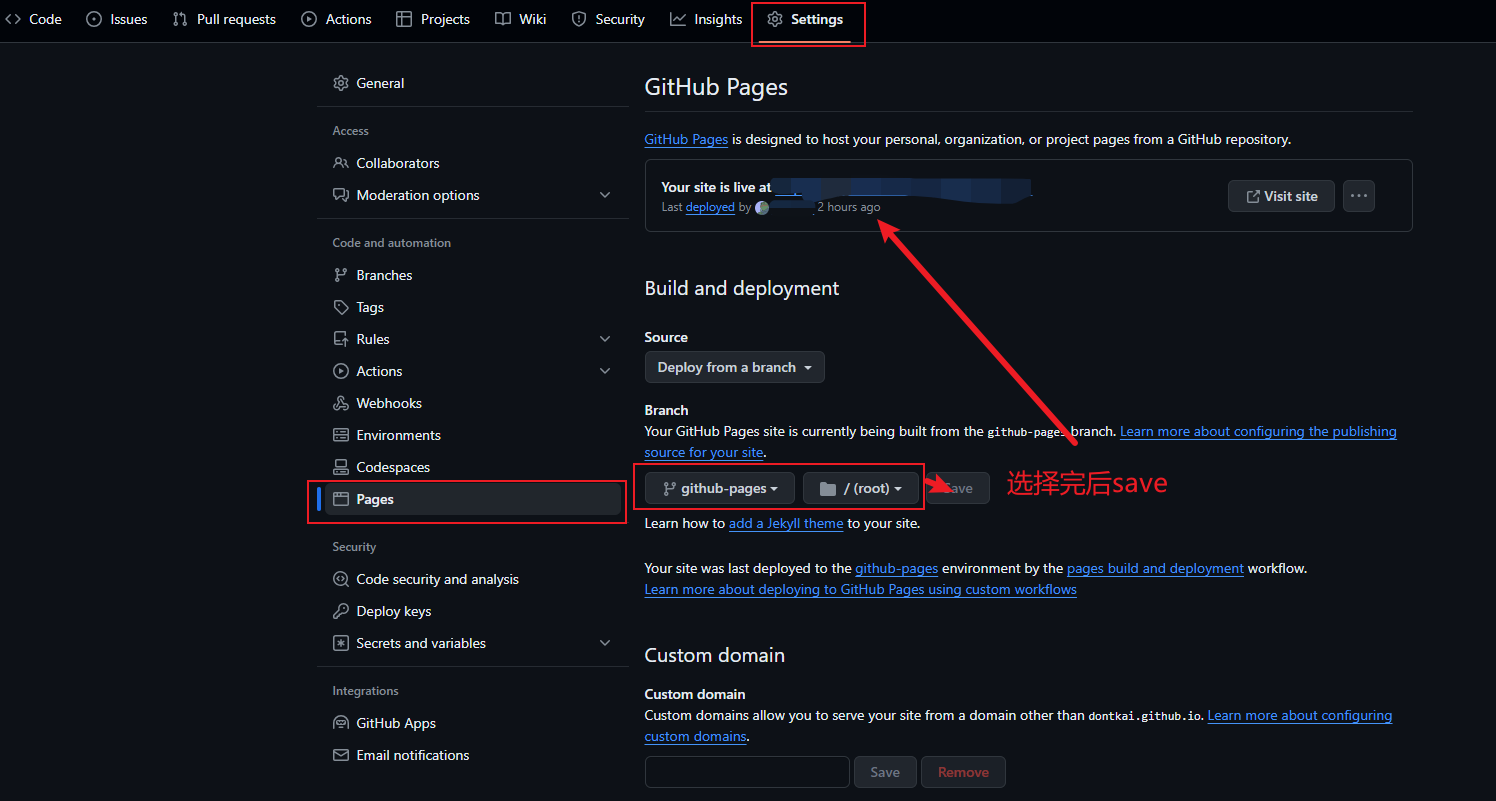 Code Issues Pull requests Actions Projects Wiki Security Insights Settings
General
Access
Collaborators
Moderation options
Code and automation
Branches
Tags
Rules
Actions
Webhooks
Environments
Codespaces
Pages
Security
Code security and analysis
Deploy keys
Secrets and variables
Integrations
GitHub Apps
Email notifications
GitHub Pages
GitHub Pages is designed to host your personal, organization, or project pages from a GitHub repository.
Your site is live at
Last deployed by 2 hours ago
Visit site
Build and deployment
Source
Deploy from a branch
Branch
Your GitHub Pages site is currently being built from the github-pages branch. Learn more about configuring the publishing
source for your site.
github-pages / (root) Save
选择完后save
Learn how to add a Jekyll theme to your site.
Your site was last deployed to the github-pages environment by the pages build and deployment workflow.
Learn more about deploying to GitHub Pages using custom workflows
Custom domain
Custom domain
Custom domains allow you to serve your site from a domain other than dontkai.github.io. Learn more about configuring
custom domains.
Save Remove